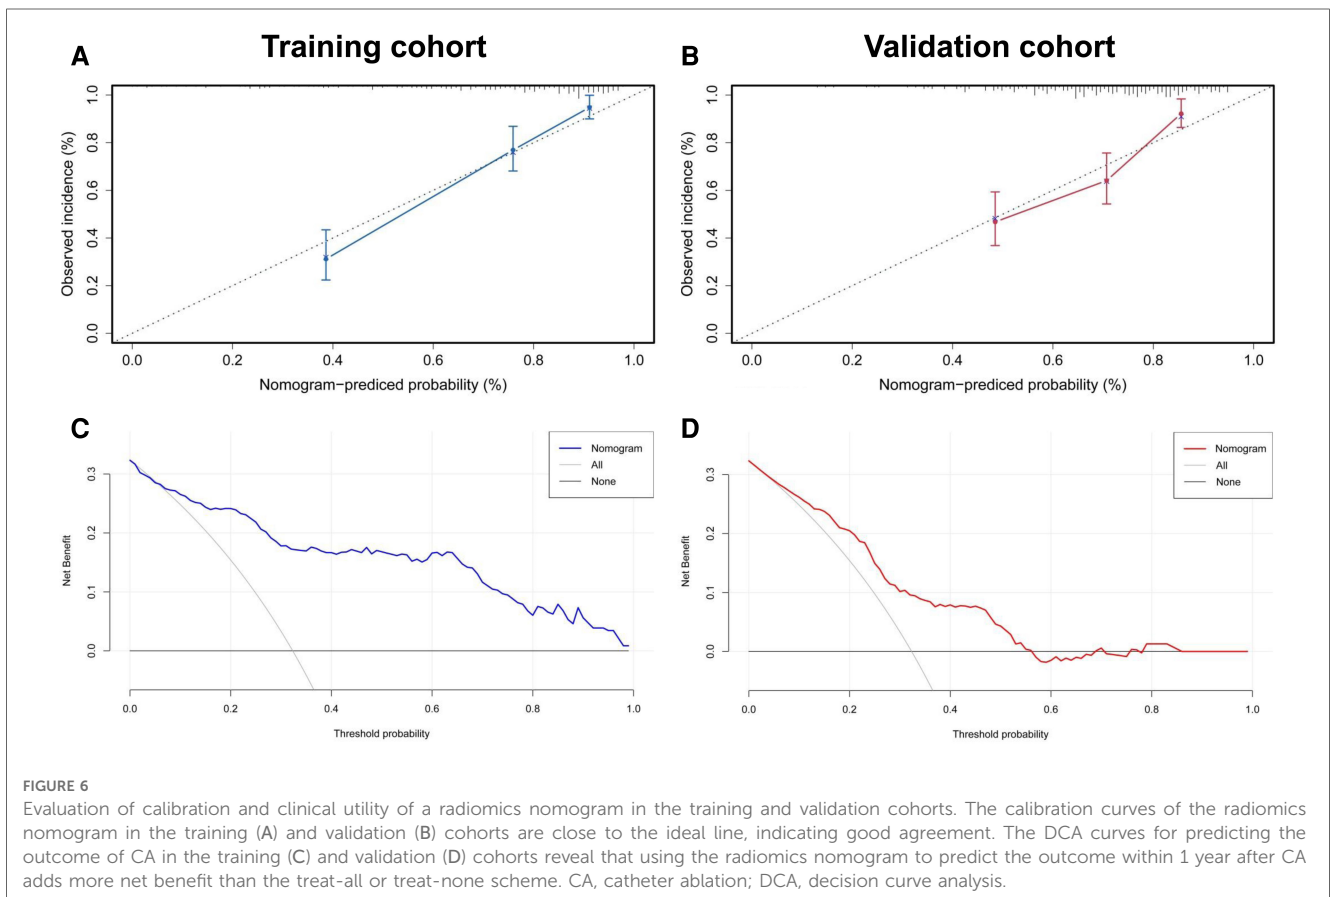 A Training cohort
B Validation cohort
Observed incidence (%)
1.0
0.8
0.6
0.4
0.2
0.0
0.0 0.2 0.4 0.6 0.8 1.0
Nomogram-prediced probability (%)
Observed incidence (%)
1.0
0.8
0.6
0.4
0.2
0.0
0.0 0.2 0.4 0.6 0.8 1.0
Nomogram-prediced probability (%)
C
Nomogram
All
None
Net Benefit
0.3
0.2
0.1
0.0
0.0 0.2 0.4 0.6 0.8 1.0
Threshold probability
D
Nomogram
All
None
Net Benefit
0.3
0.2
0.1
0.0
0.0 0.2 0.4 0.6 0.8 1.0
Threshold probability
FIGURE 6
Evaluation of calibration and clinical utility of a radiomics nomogram in the training and validation cohorts. The calibration curves of the radiomics
nomogram in the training (A) and validation (B) cohorts are close to the ideal line, indicating good agreement. The DCA curves for predicting the
outcome of CA in the training (C) and validation (D) cohorts reveal that using the radiomics nomogram to predict the outcome within 1 year after CA
adds more net benefit than the treat-all or treat-none scheme. CA, catheter ablation; DCA, decision curve analysis.